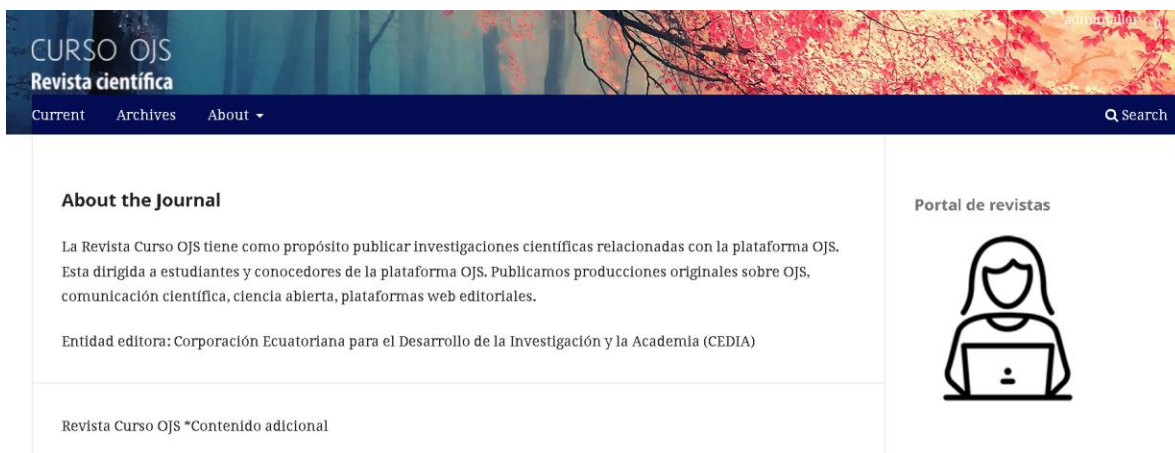 admintaller 0
CURSO OJS
Revista científica
Current Archives About
Search
About the Journal
La Revista Curso OJS tiene como propósito publicar investigaciones científicas relacionadas con la plataforma OJS.
Esta dirigida a estudiantes y conocedores de la plataforma OJS. Publicamos producciones originales sobre OJS,
comunicación científica, ciencia abierta, plataformas web editoriales.
Entidad editora: Corporación Ecuatoriana para el Desarrollo de la Investigación y la Academia (CEDIA)
Revista Curso OJS *Contenido adicional
Portal de revistas